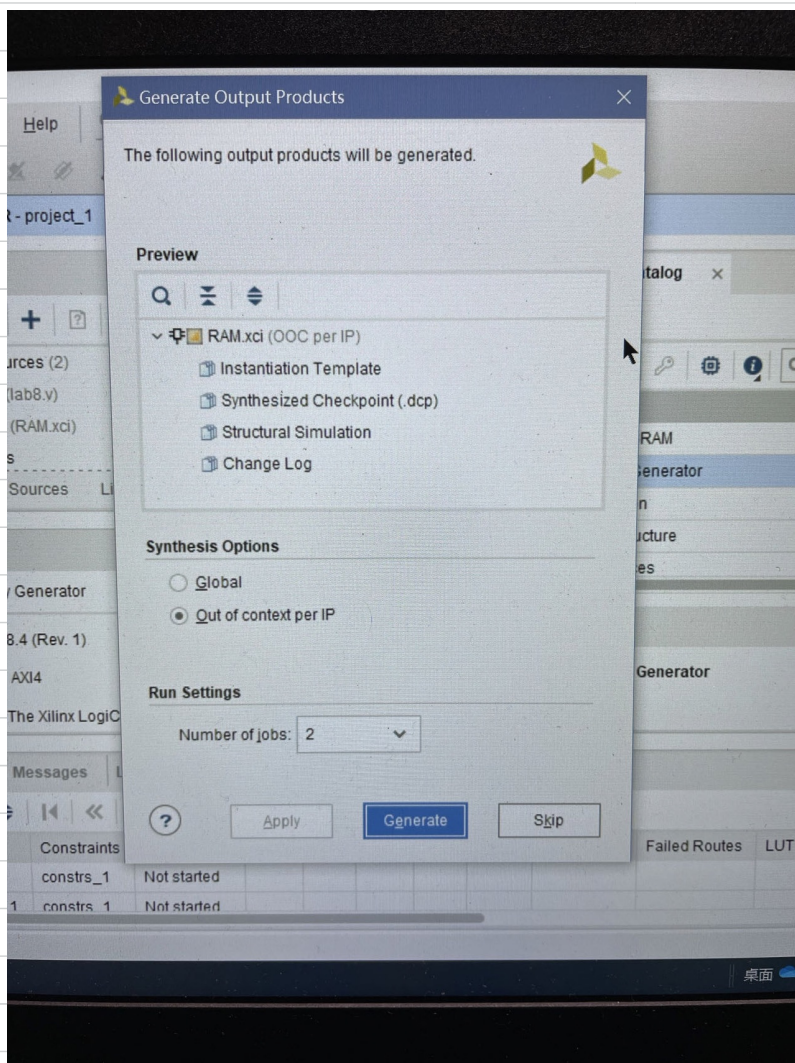 Generate Output Products
Help
The following output products will be generated.
- project_1
Preview
talog
RAM.xci (OOC per IP)
Instantiation Template
urces (2)
Synthesized Checkpoint (.dcp)
(lab8.v)
Structural Simulation
(RAM.xci)
RAM
s
Change Log
enerator
Sources Li
n
ucture
Synthesis Options
es
Global
Generator
Out of context per IP
8.4 (Rev. 1)
AXI4
Generator
Run Settings
The Xilinx LogiC
Number of jobs: 2
Messages L
?
Apply
Generate
Skip
Constraints
Failed Routes LUT
constrs_1 Not started
1 constrs_1 Not started
桌面